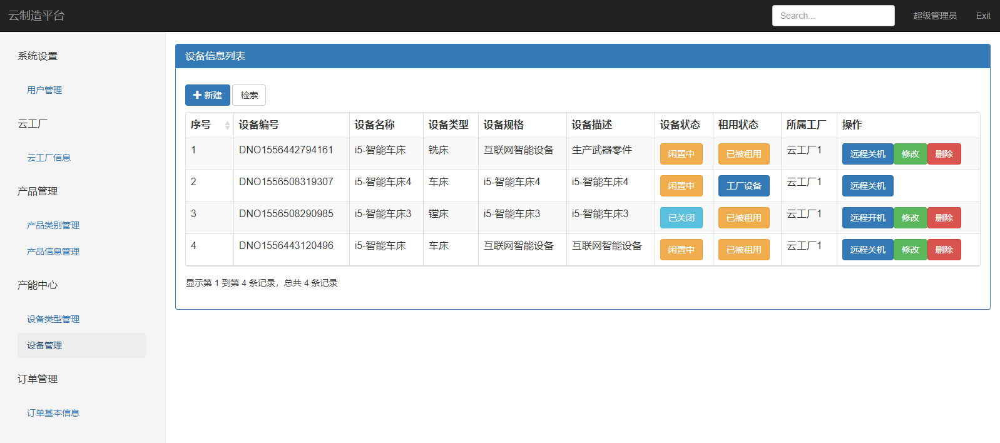 云制造平台 Search... 超级管理员 Exit
系统设置
用户管理
云工厂
云工厂信息
产品管理
产品类别管理
产品信息管理
产能中心
设备类型管理
设备管理
订单管理
订单基本信息
设备信息列表
新建 检索
序号 设备编号 设备名称 设备类型 设备规格 设备描述 设备状态 租用状态 所属工厂 操作
1 DNO1556442794161 i5-智能车床 铣床 互联网智能设备 生产武器零件 闲置中 已被租用 云工厂1 远程关机 修改 删除
2 DNO1556508319307 i5-智能车床4 车床 i5-智能车床4 i5-智能车床4 闲置中 工厂设备 云工厂1 远程关机
3 DNO1556508290985 i5-智能车床3 镗床 i5-智能车床3 i5-智能车床3 已关闭 已被租用 云工厂1 远程开机 修改 删除
4 DNO1556443120496 i5-智能车床 车床 互联网智能设备 互联网智能设备 闲置中 已被租用 云工厂1 远程关机 修改 删除
显示第 1 到第 4 条记录，总共 4 条记录